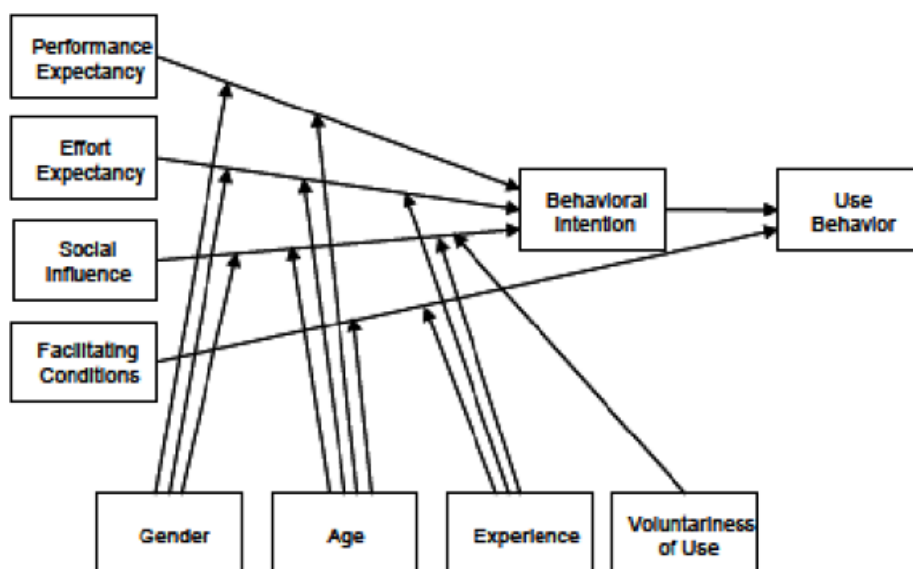 Performance
Expectancy
Effort
Expectancy
Social
Influence
Facilitating
Conditions
Behavioral
Intention
Use
Behavior
Gender
Age
Experience
Voluntariness
of Use